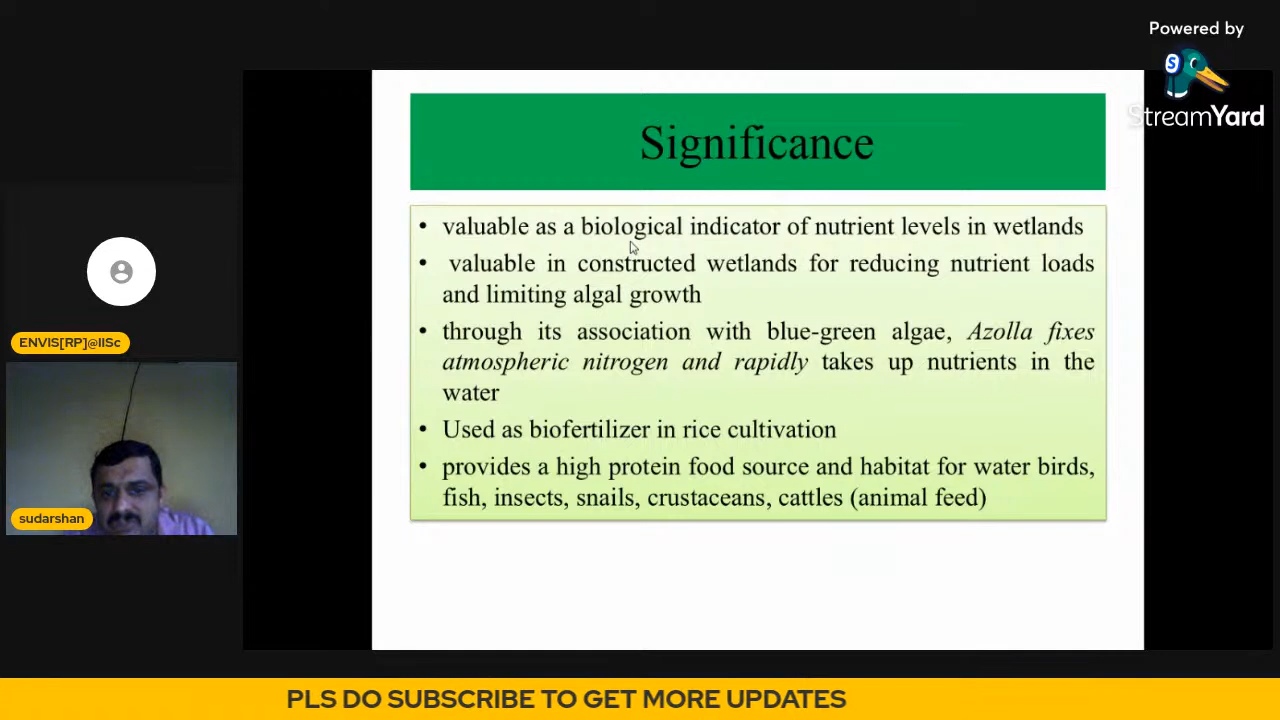 Powered by
S
StreamYard
Significance
• valuable as a biological indicator of nutrient levels in wetlands
• valuable in constructed wetlands for reducing nutrient loads
and limiting algal growth
• through its association with blue-green algae, Azolla fixes
atmospheric nitrogen and rapidly takes up nutrients in the
water
• Used as biofertilizer in rice cultivation
• provides a high protein food source and habitat for water birds,
fish, insects, snails, crustaceans, cattles (animal feed)
ENVIS[RP]@IISc
sudarshan
PLS DO SUBSCRIBE TO GET MORE UPDATES